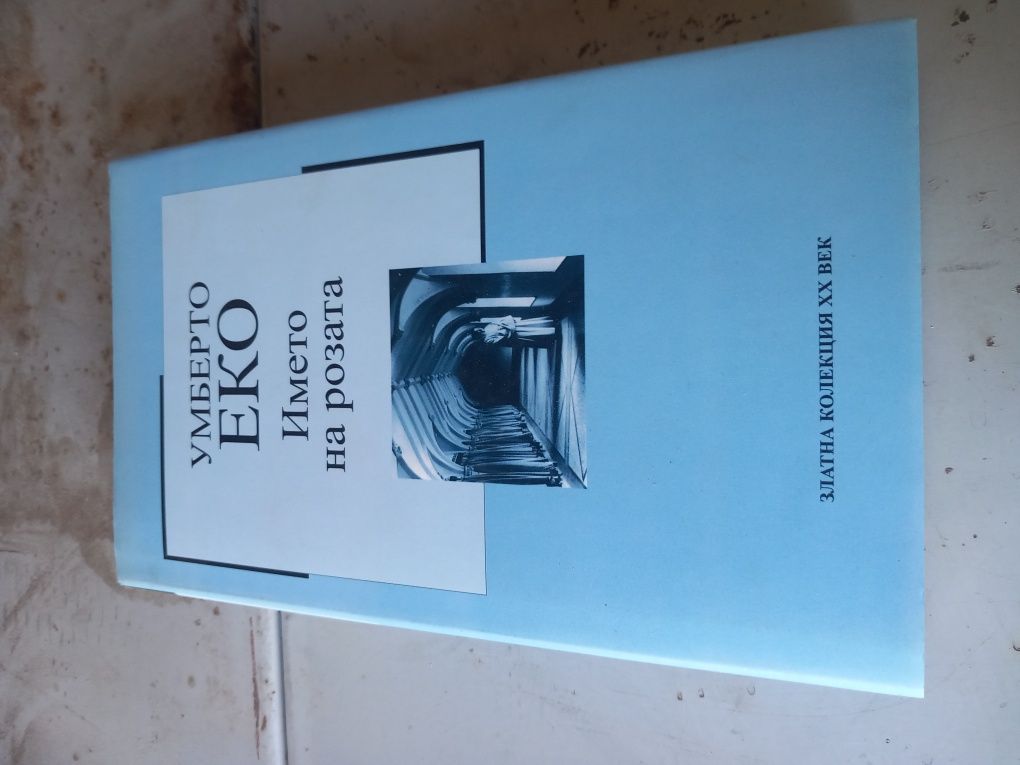 УМБЕРТО
ЕКО
Името
на розата
ЗЛАТНА КОЛЕКЦИЯ XX ВЕК